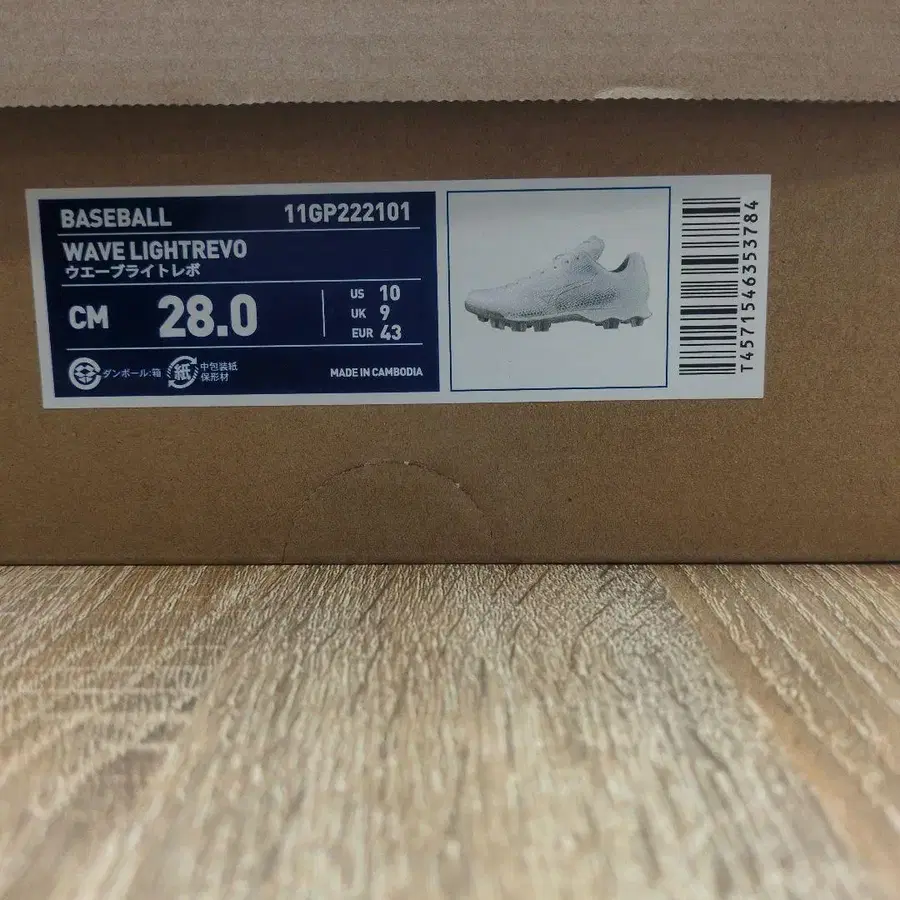 BASEBALL 11GP222101
WAVE LIGHTREVO
ウエーブライトレボ
CM 28.0
US 10
UK 9
EUR 43
ダンボール:箱
紙 中包装紙
保形材
MADE IN CAMBODIA
T4571546353784